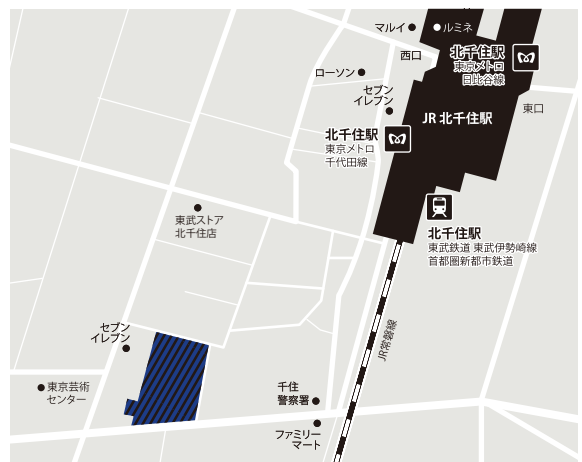 マルイ
ルミネ
北千住駅
東京メトロ
日比谷線
西口
ローソン
セブン
イレブン
東口
JR 北千住駅
北千住駅
東京メトロ
千代田線
東武ストア
北千住店
北千住駅
東武鉄道 東武伊勢崎線
首都圏新都市鉄道
セブン
イレブン
JR常磐線
東京芸術
センター
千住
警察署
ファミリー
マート